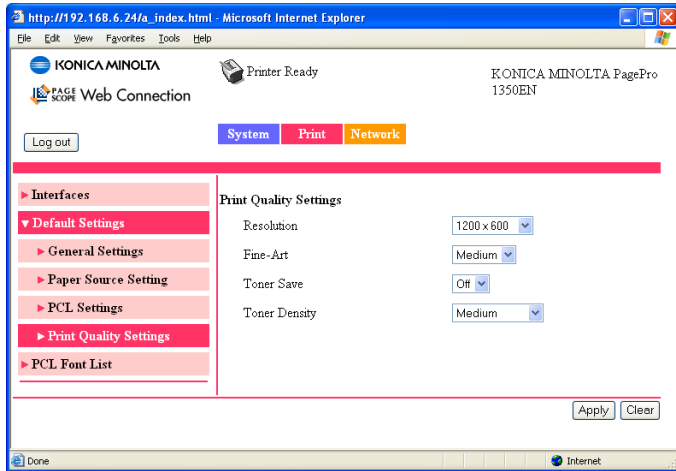 http://192.168.6.24/a_index.html - Microsoft Internet Explorer
File Edit View Favorites Tools Help
KONICA MINOLTA
PAGE SCOPE Web Connection
Printer Ready
KONICA MINOLTA PagePro
1350EN
Log out
System Print Network
Interfaces
Default Settings
General Settings
Paper Source Setting
PCL Settings
Print Quality Settings
PCL Font List
Print Quality Settings
Resolution 1200 x 600
Fine-Art Medium
Toner Save Off
Toner Density Medium
Apply Clear
Done Internet